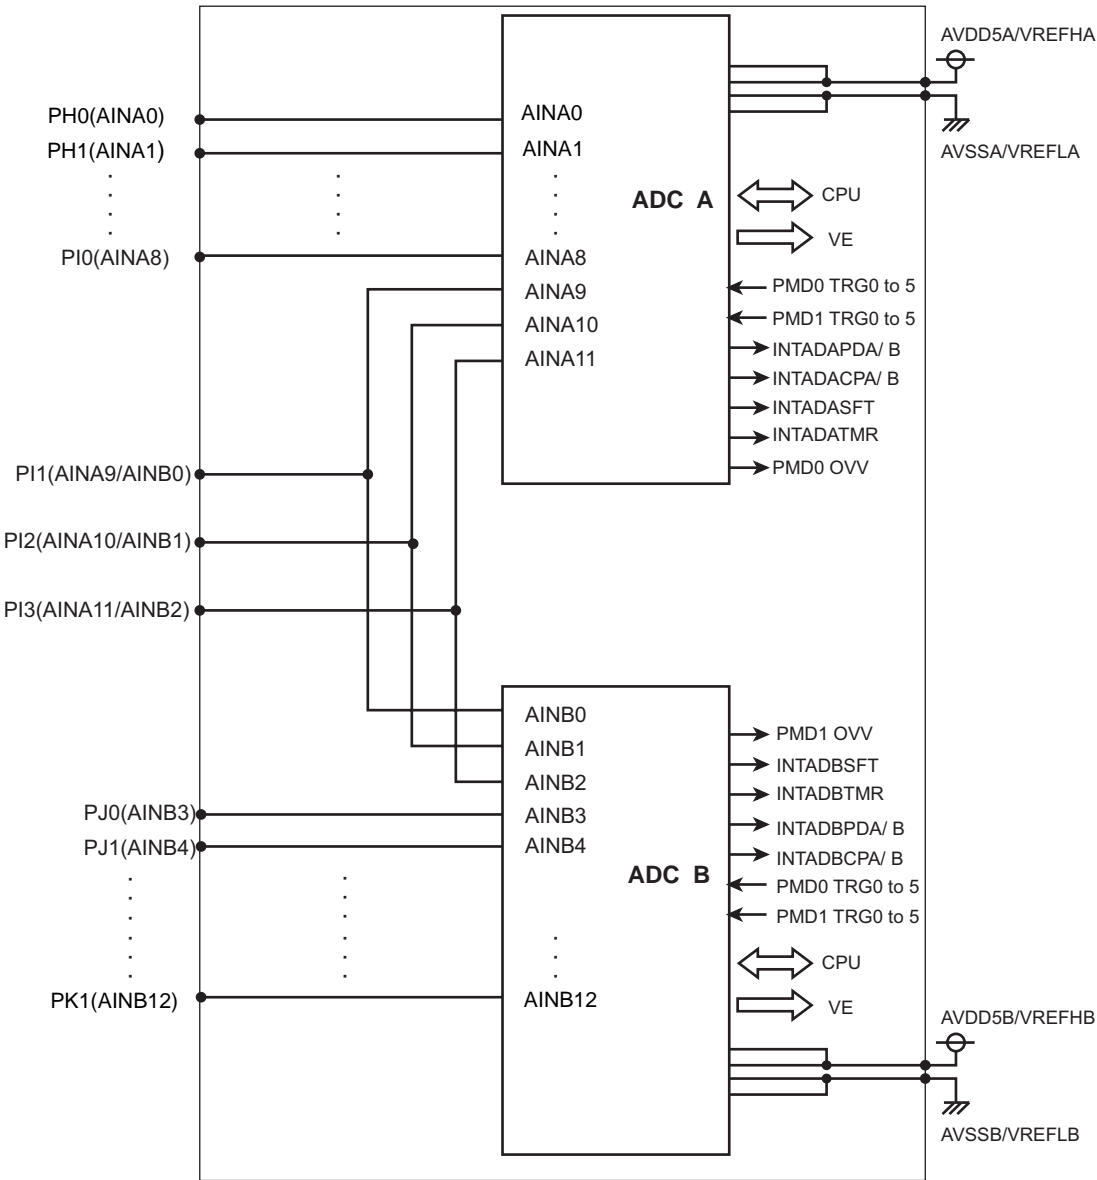 AVDD5A/VREFHA
PH0(AINA0)
PH1(AINA1)
PI0(AINA8)
PI1(AINA9/AINB0)
PI2(AINA10/AINB1)
PI3(AINA11/AINB2)
PJ0(AINB3)
PJ1(AINB4)
PK1(AINB12)
AINA0
AINA1
AINA8
AINA9
AINA10
AINA11
ADC A
AVSSA/VREFLA
CPU
VE
PMD0 TRG0 to 5
PMD1 TRG0 to 5
INTADAPDA/ B
INTADACPA/ B
INTADASFT
INTADATMR
PMD0 OVV
AINB0
AINB1
AINB2
AINB3
AINB4
AINB12
ADC B
PMD1 OVV
INTADBSFT
INTADBTMR
INTADBPDA/ B
INTADBCPA/ B
PMD0 TRG0 to 5
PMD1 TRG0 to 5
CPU
VE
AVDD5B/VREFHB
AVSSB/VREFLB